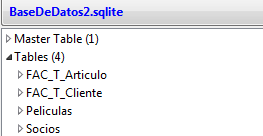 BaseDeDatos2.sqlite
Master Table (1)
Tables (4)
FAC_T_Articulo
FAC_T_Cliente
Peliculas
Socios